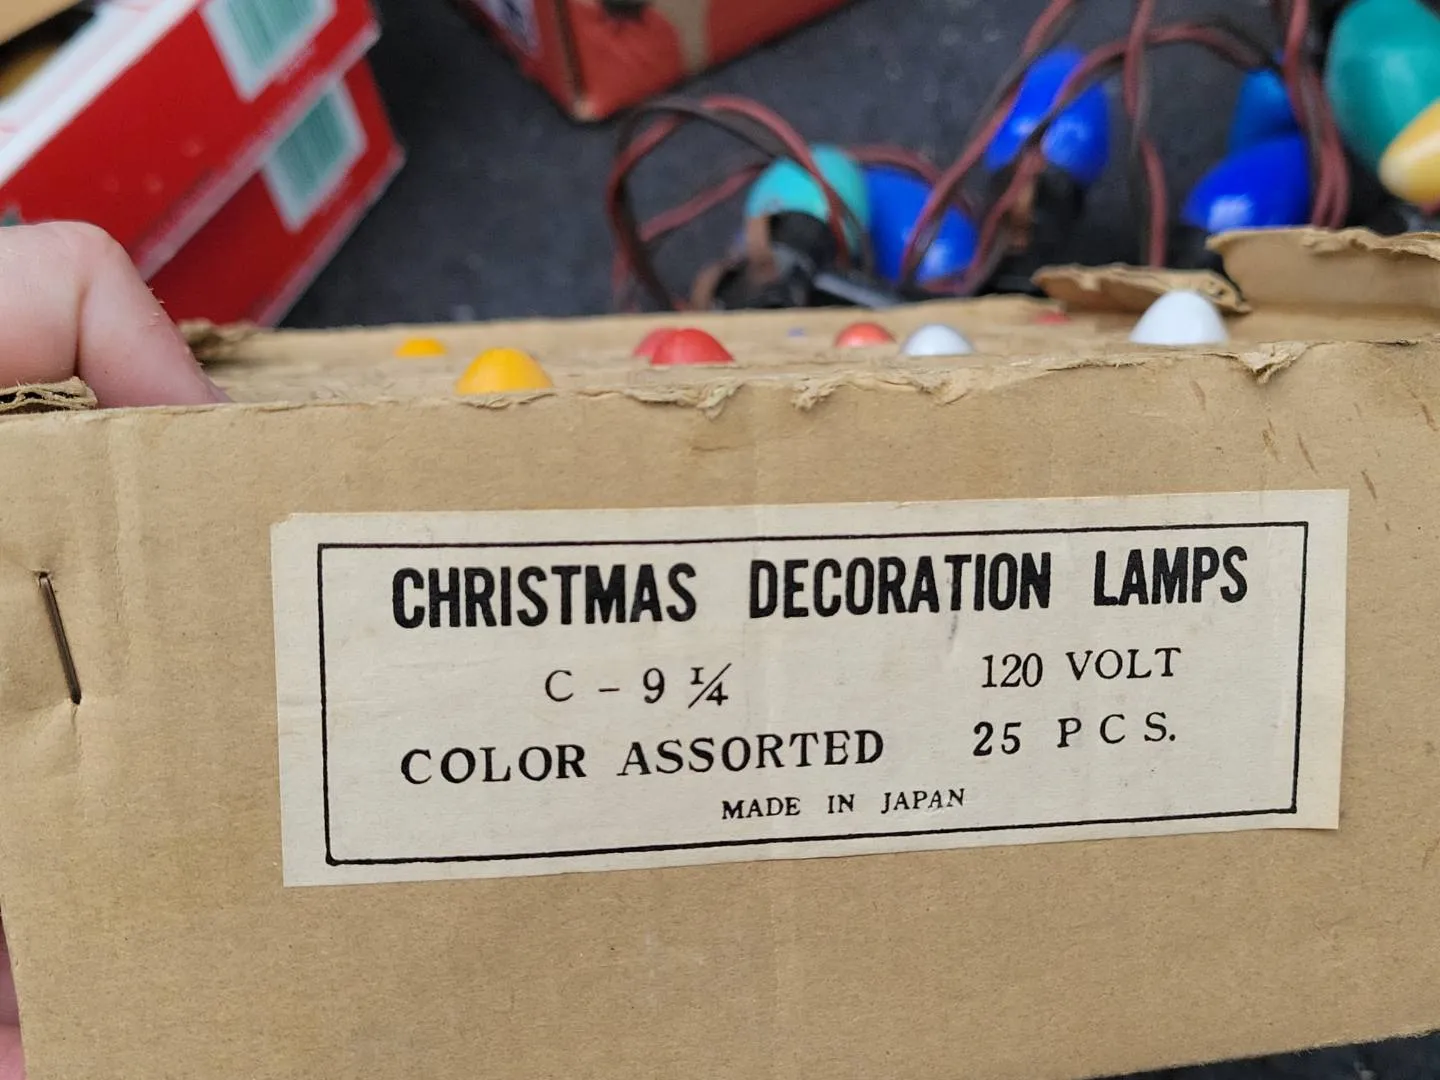 CHRISTMAS DECORATION LAMPS
C - 9 1/4 120 VOLT
COLOR ASSORTED 25 PCS.
MADE IN JAPAN